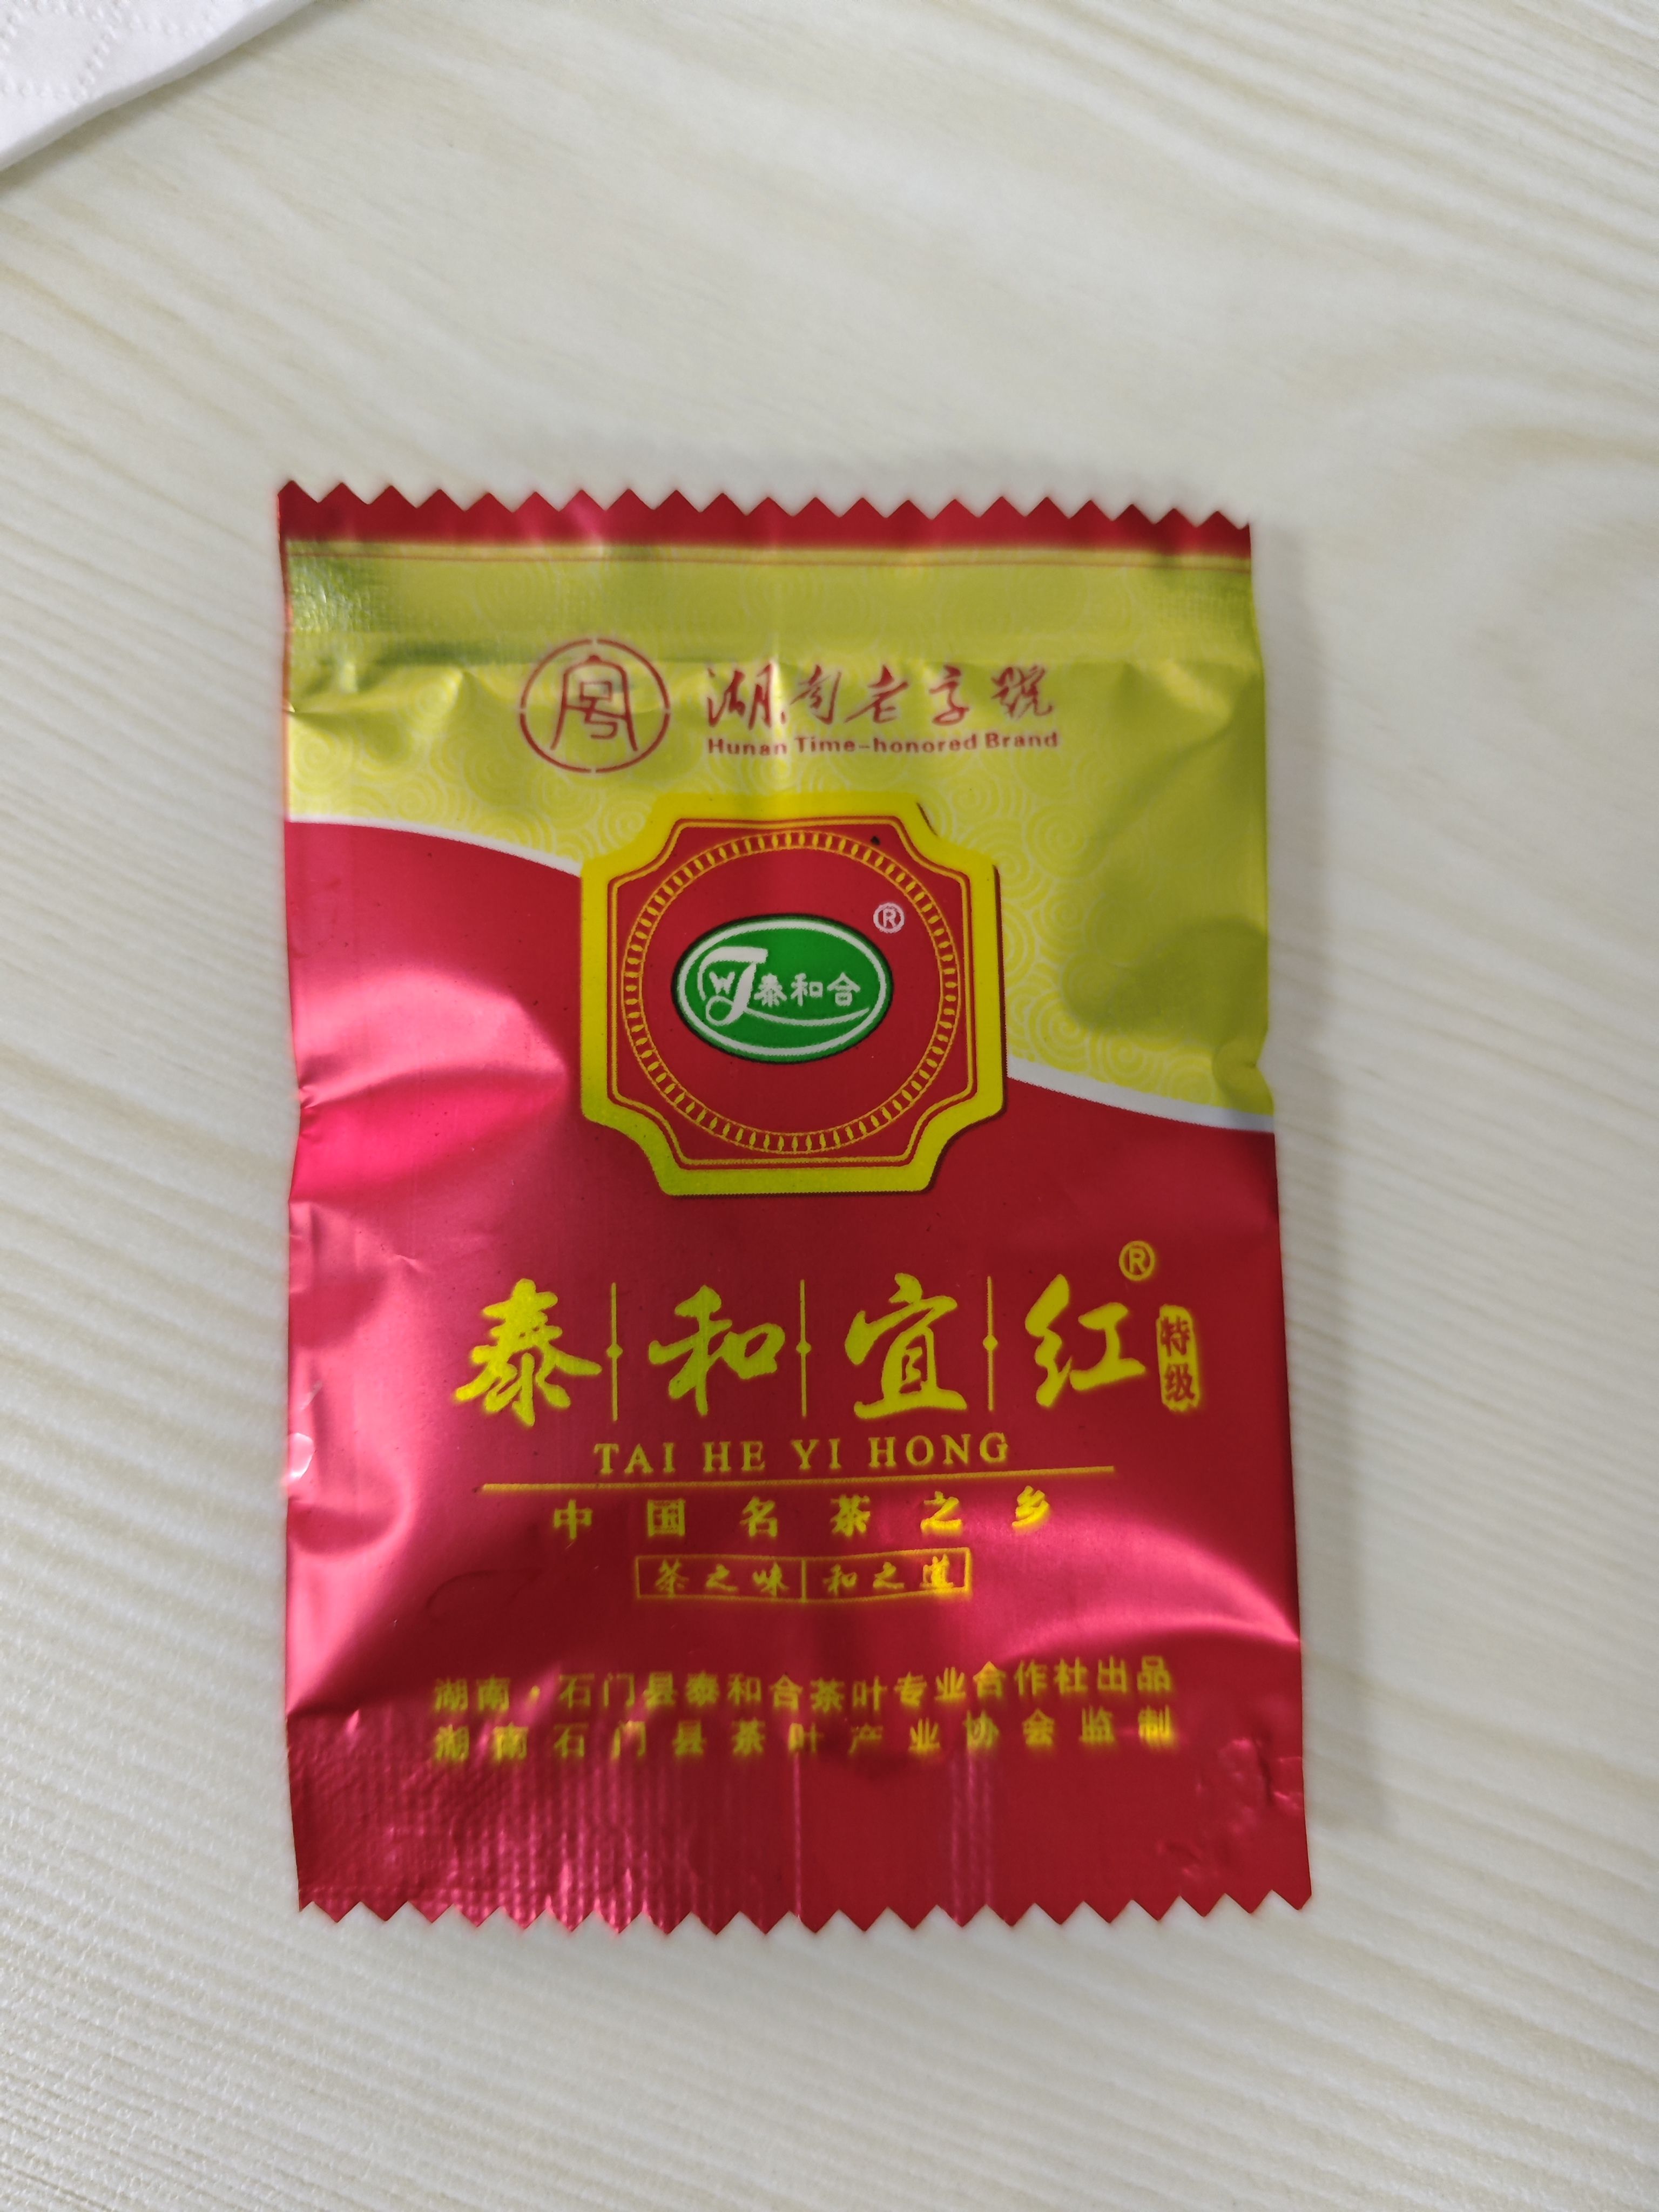 湖南老字號
Hunan Time-honored Brand
泰和合®
泰和宜红®
特级
TAI HE YI HONG
中国名茶之乡
茶之味 和之道
湖南·石门县泰和合茶叶专业合作社出品
湖南石门县茶叶产业协会监制